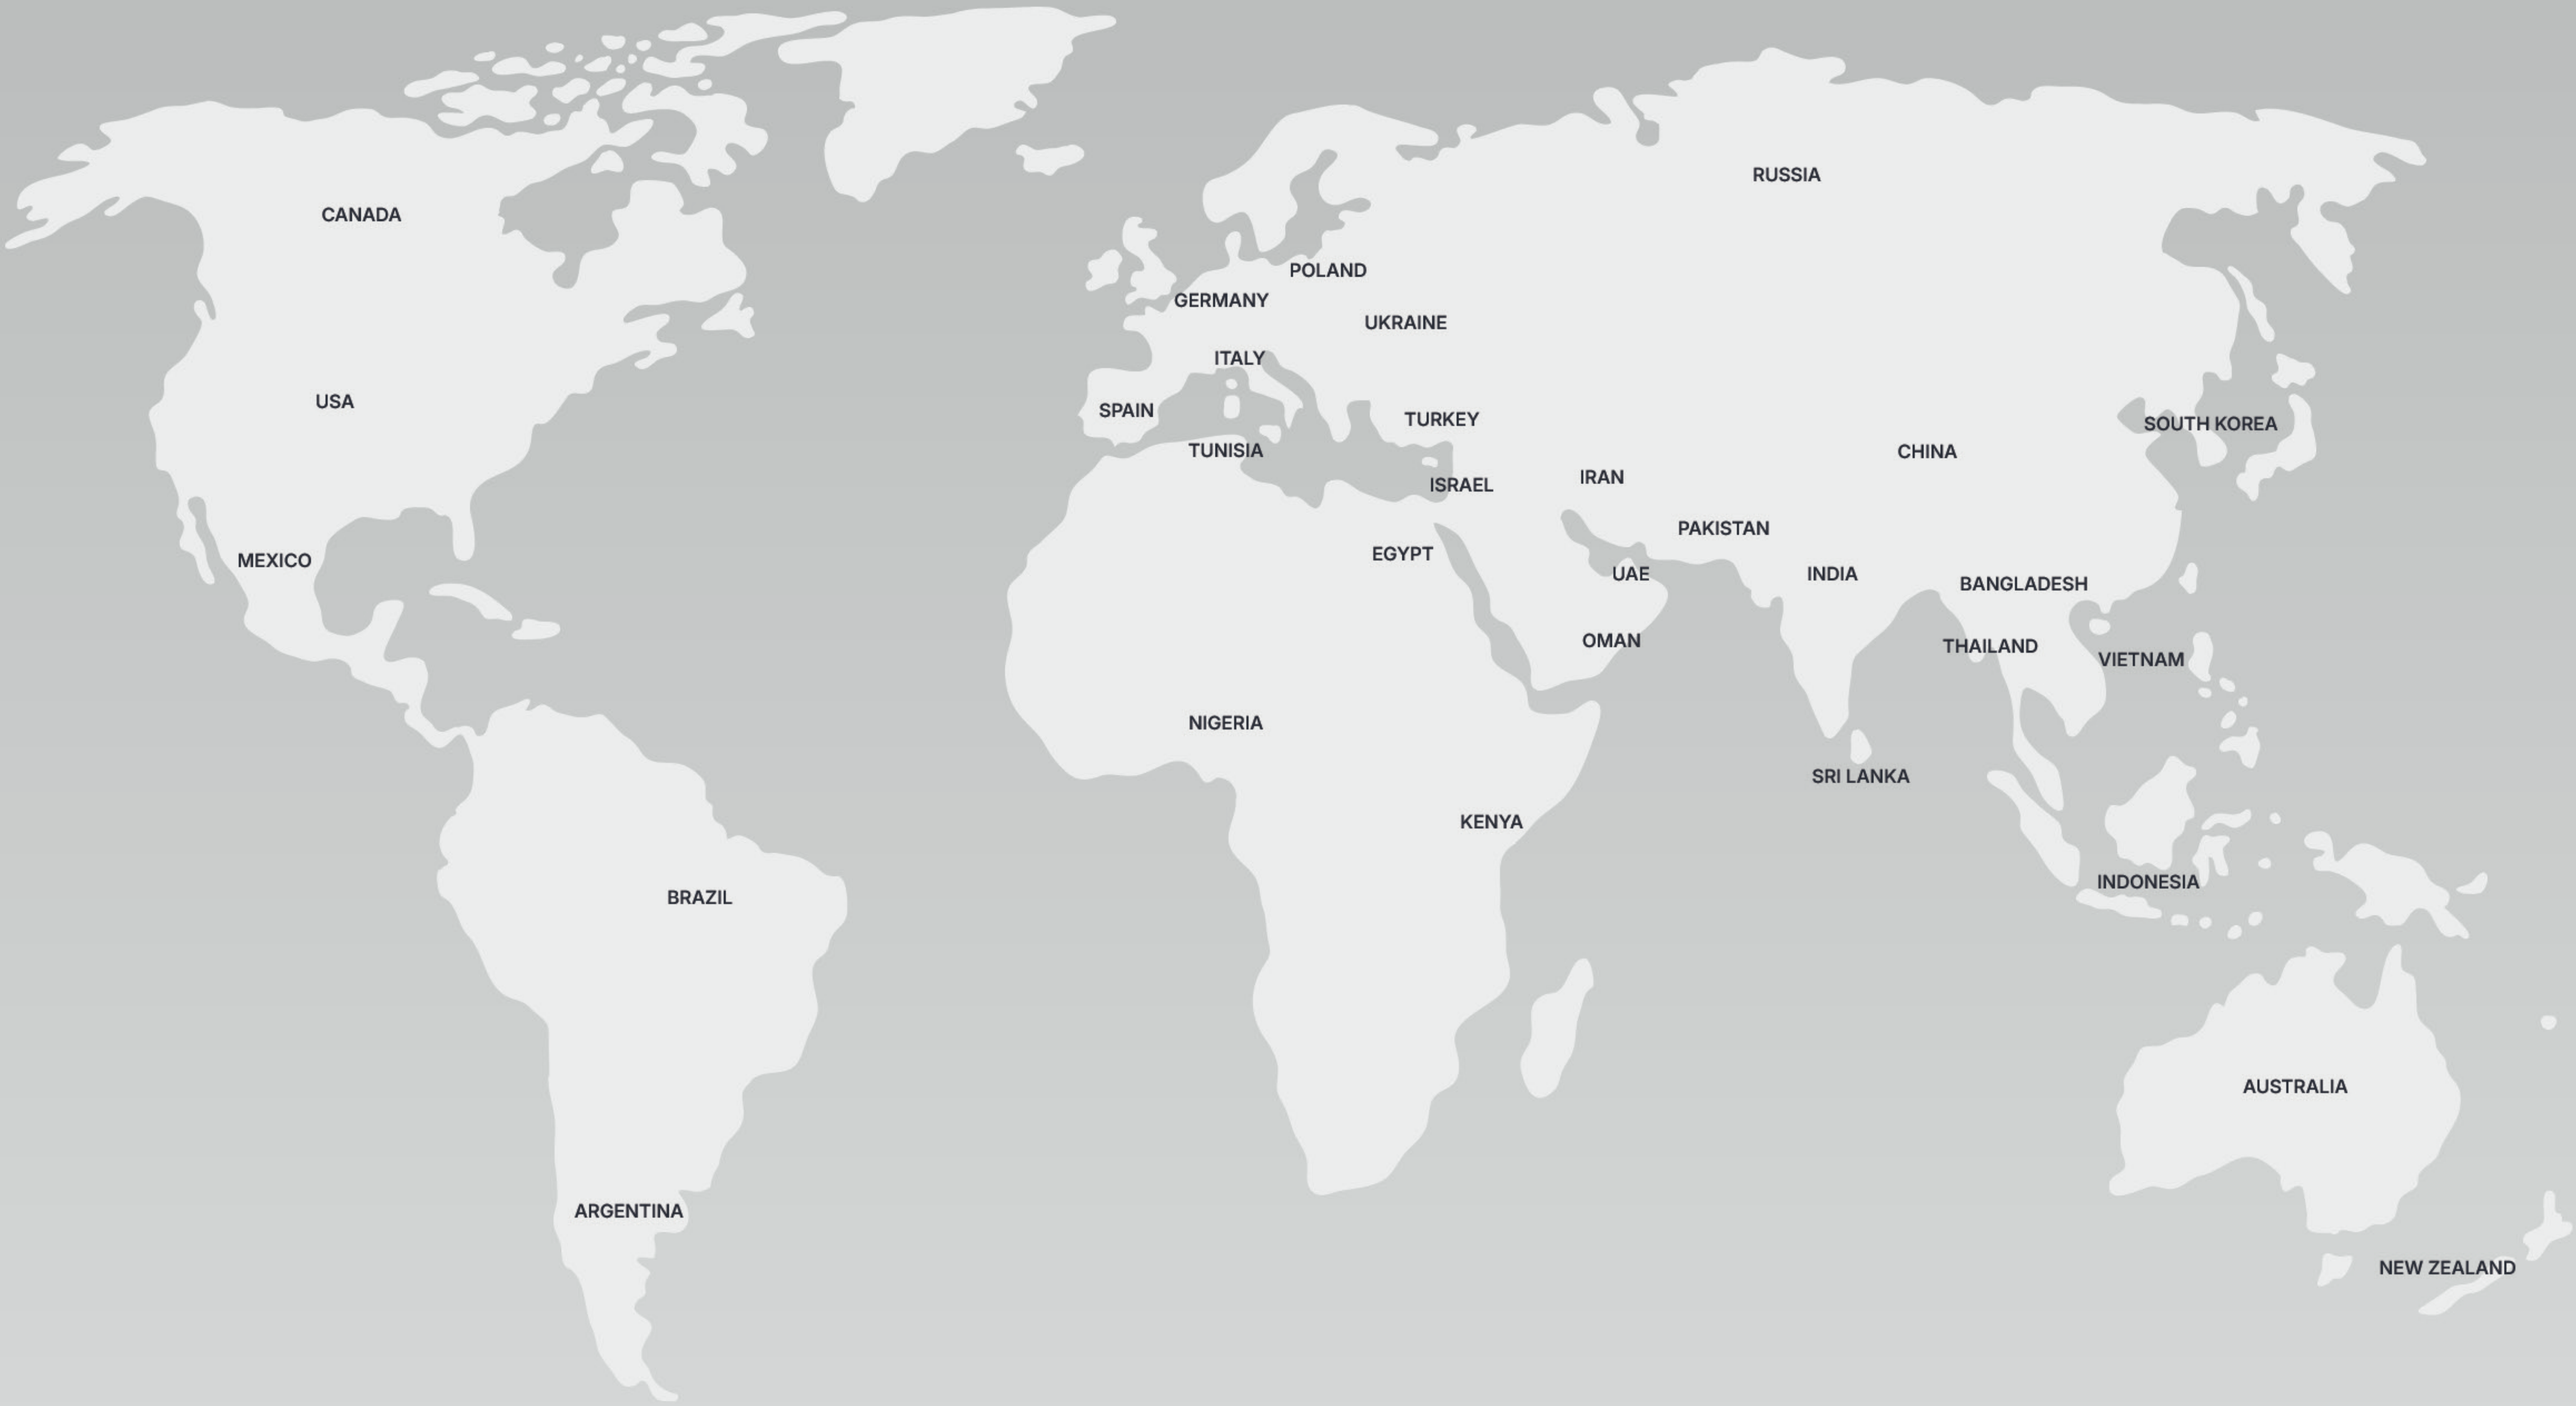 RUSSIA
CANADA
POLAND
GERMANY
UKRAINE
ITALY
USA
SPAIN
TURKEY
SOUTH KOREA
TUNISIA
CHINA
IRAN
ISRAEL
PAKISTAN
EGYPT
MEXICO
UAE
INDIA
BANGLADESH
OMAN
THAILAND
VIETNAM
NIGERIA
SRI LANKA
KENYA
INDONESIA
BRAZIL
AUSTRALIA
ARGENTINA
NEW ZEALAND